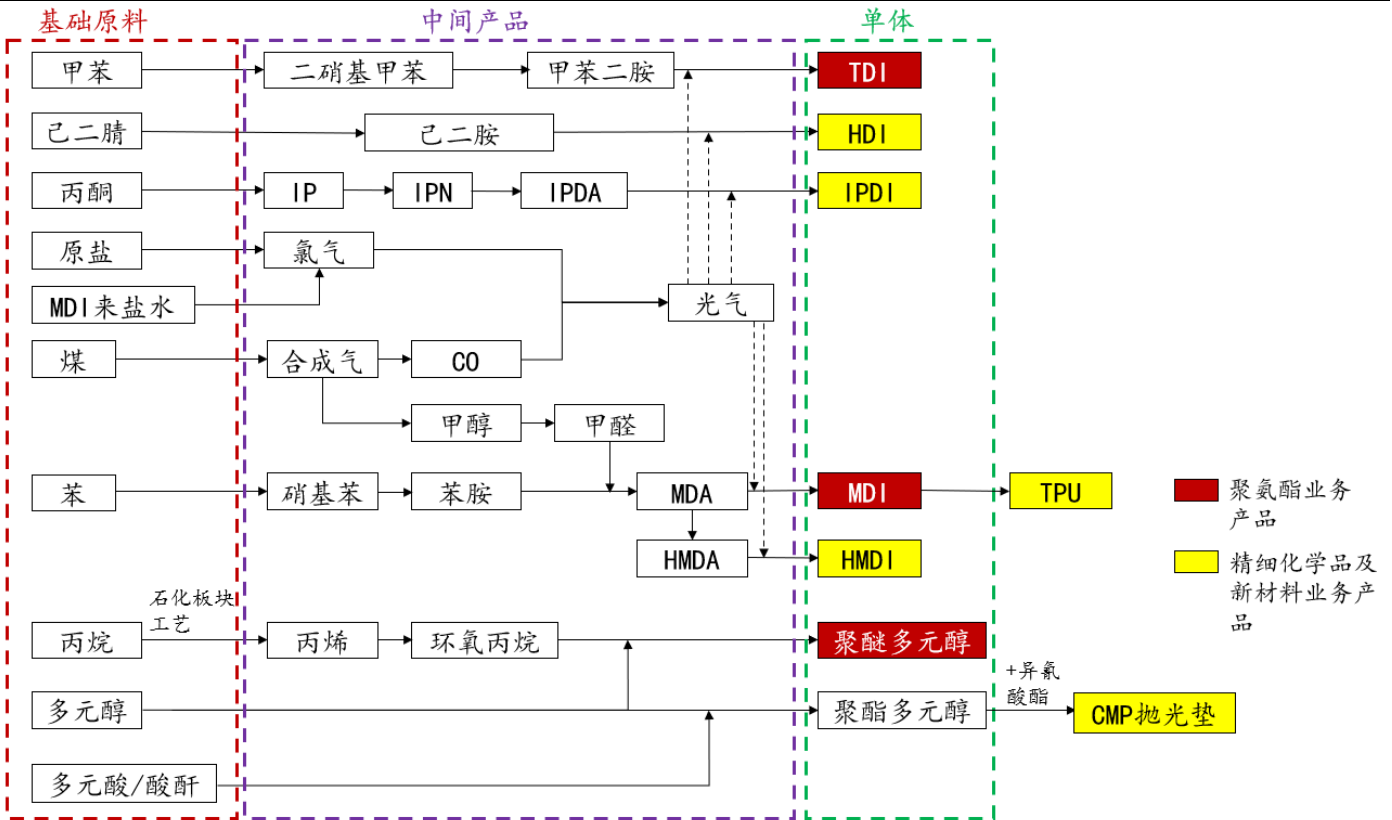 基础原料
中间产品
单体
甲苯
二硝基甲苯
甲苯二胺
TDI
己二腈
己二胺
HDI
丙酮
IP
IPN
IPDA
IPDI
原盐
氯气
MDI来盐水
光气
煤
合成气
CO
甲醇
甲醛
苯
硝基苯
苯胺
MDA
MDI
TPU
HMDA
HMDI
聚氨酯业务
产品
精细化学品及
新材料业务产
品
石化板块
工艺
丙烷
丙烯
环氧丙烷
聚醚多元醇
多元醇
聚酯多元醇
+异氰
酸酯
CMP抛光垫
多元酸/酸酐